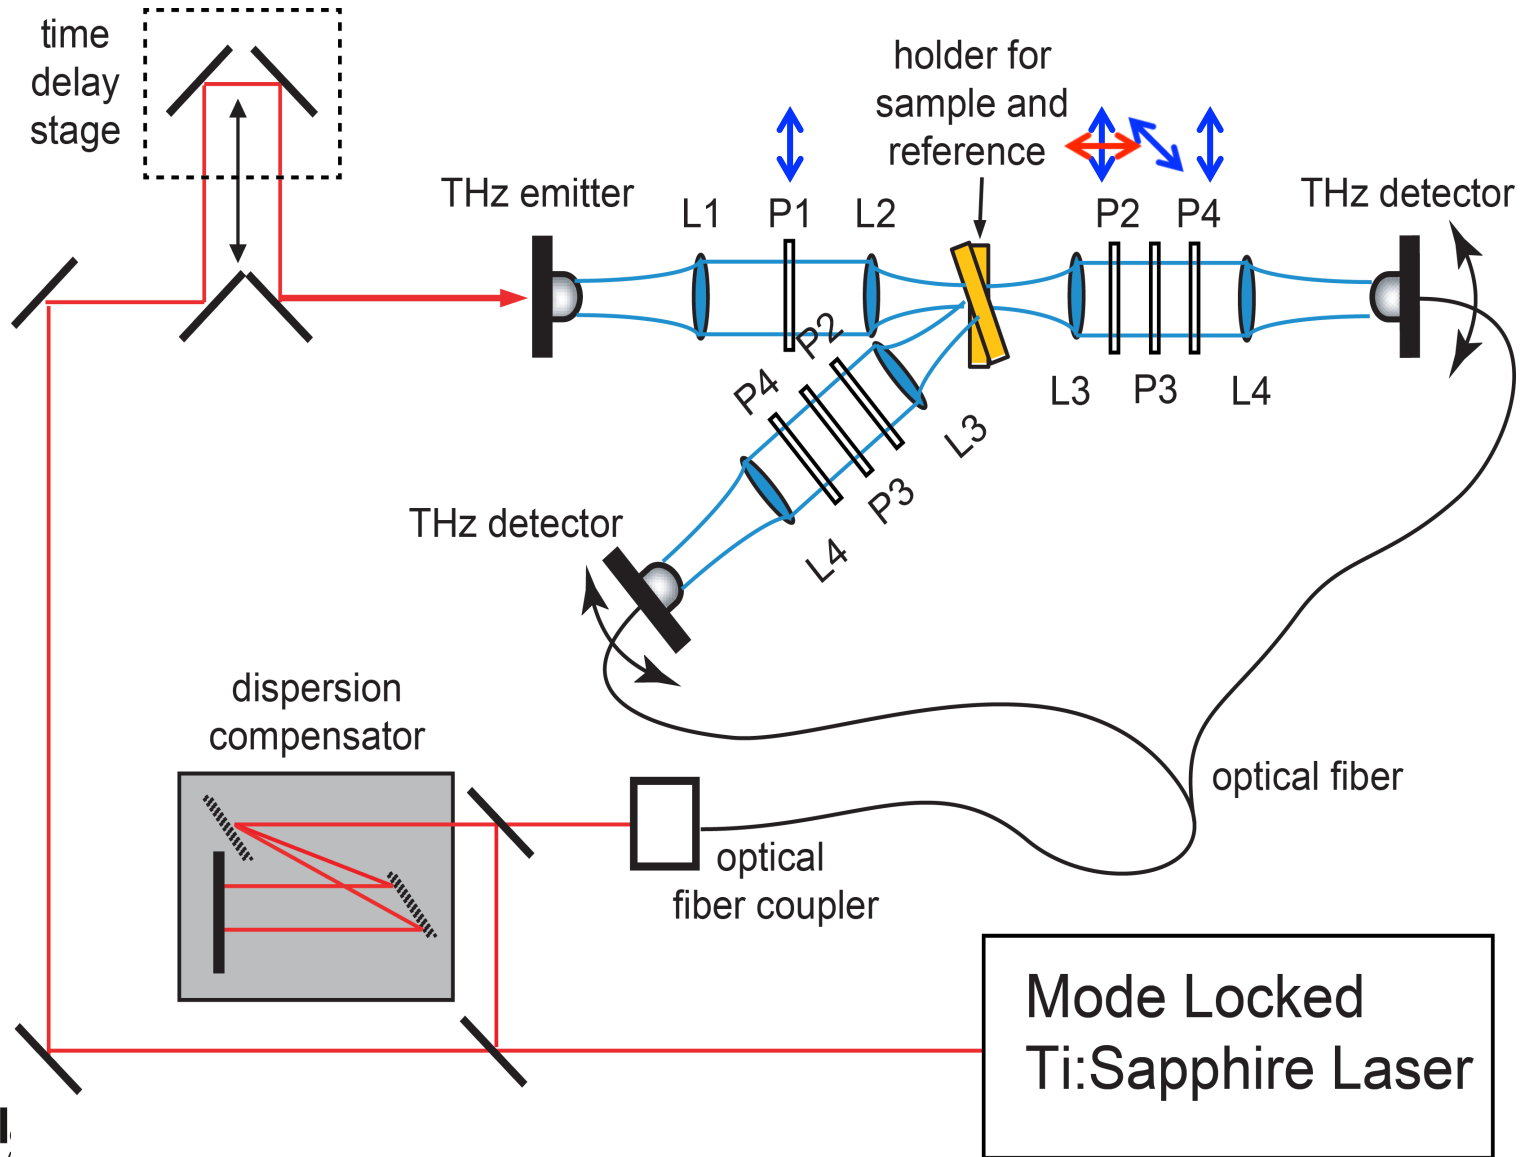 time
delay
stage
holder for
sample and
reference
THz emitter
L1
P1
L2
P2
P4
THz detector
L3
P3
L4
P2
P4
L3
P3
L4
THz detector
dispersion
compensator
optical fiber
optical
fiber coupler
Mode Locked
Ti:Sapphire Laser